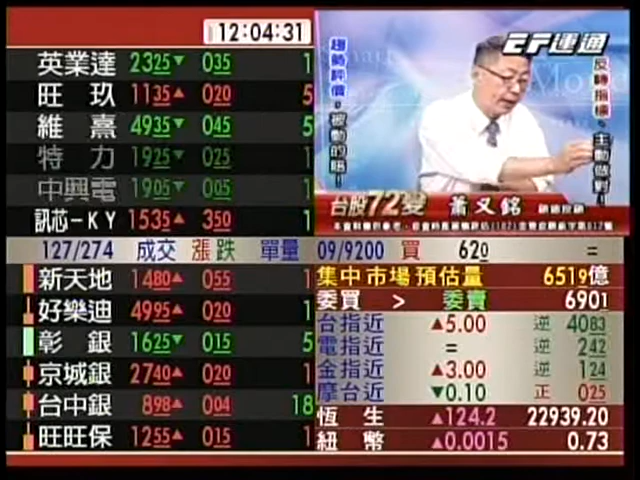 12:04:31
英業達 2325▼ 035 1
旺玖 1135▲ 020 5
維熹 4935▼ 045 5
特力 1925▼ 025 1
中興電 1905▼ 005 1
訊芯－KY 1535▲ 350 1
127/274 成交 漲跌 單量
新天地 1480▲ 055 1
好樂迪 4995▲ 020 1
彰銀 1625▼ 015 5
京城銀 2740▲ 020 1
台中銀 898▲ 004 18
旺旺保 1255▲ 015 1
EF運通
趨勢評價，被動的賠！
反轉指標，主動做對！
台股72變 蕭又銘
09/9200 買 620 =
集中市場預估量 6519億
委買 > 委賣 6901
台指近 ▲5.00 逆 4083
電指近 = 逆 242
金指近 ▲3.00 逆 124
摩台近 ▼0.10 正 025
恆生 ▲124.2 22939.20
紐幣 ▲0.0015 0.73